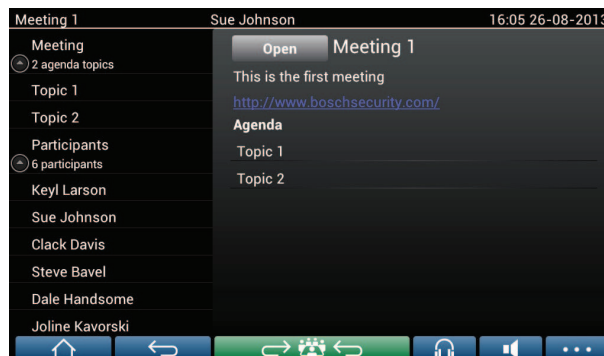 Meeting 1 Sue Johnson 16:05 26-08-2013
Meeting
2 agenda topics
Topic 1
Topic 2
Participants
6 participants
Keyl Larson
Sue Johnson
Clack Davis
Steve Bavel
Dale Handsome
Joline Kavorski
Open Meeting 1
This is the first meeting
http://www.boschsecurity.com/
Agenda
Topic 1
Topic 2